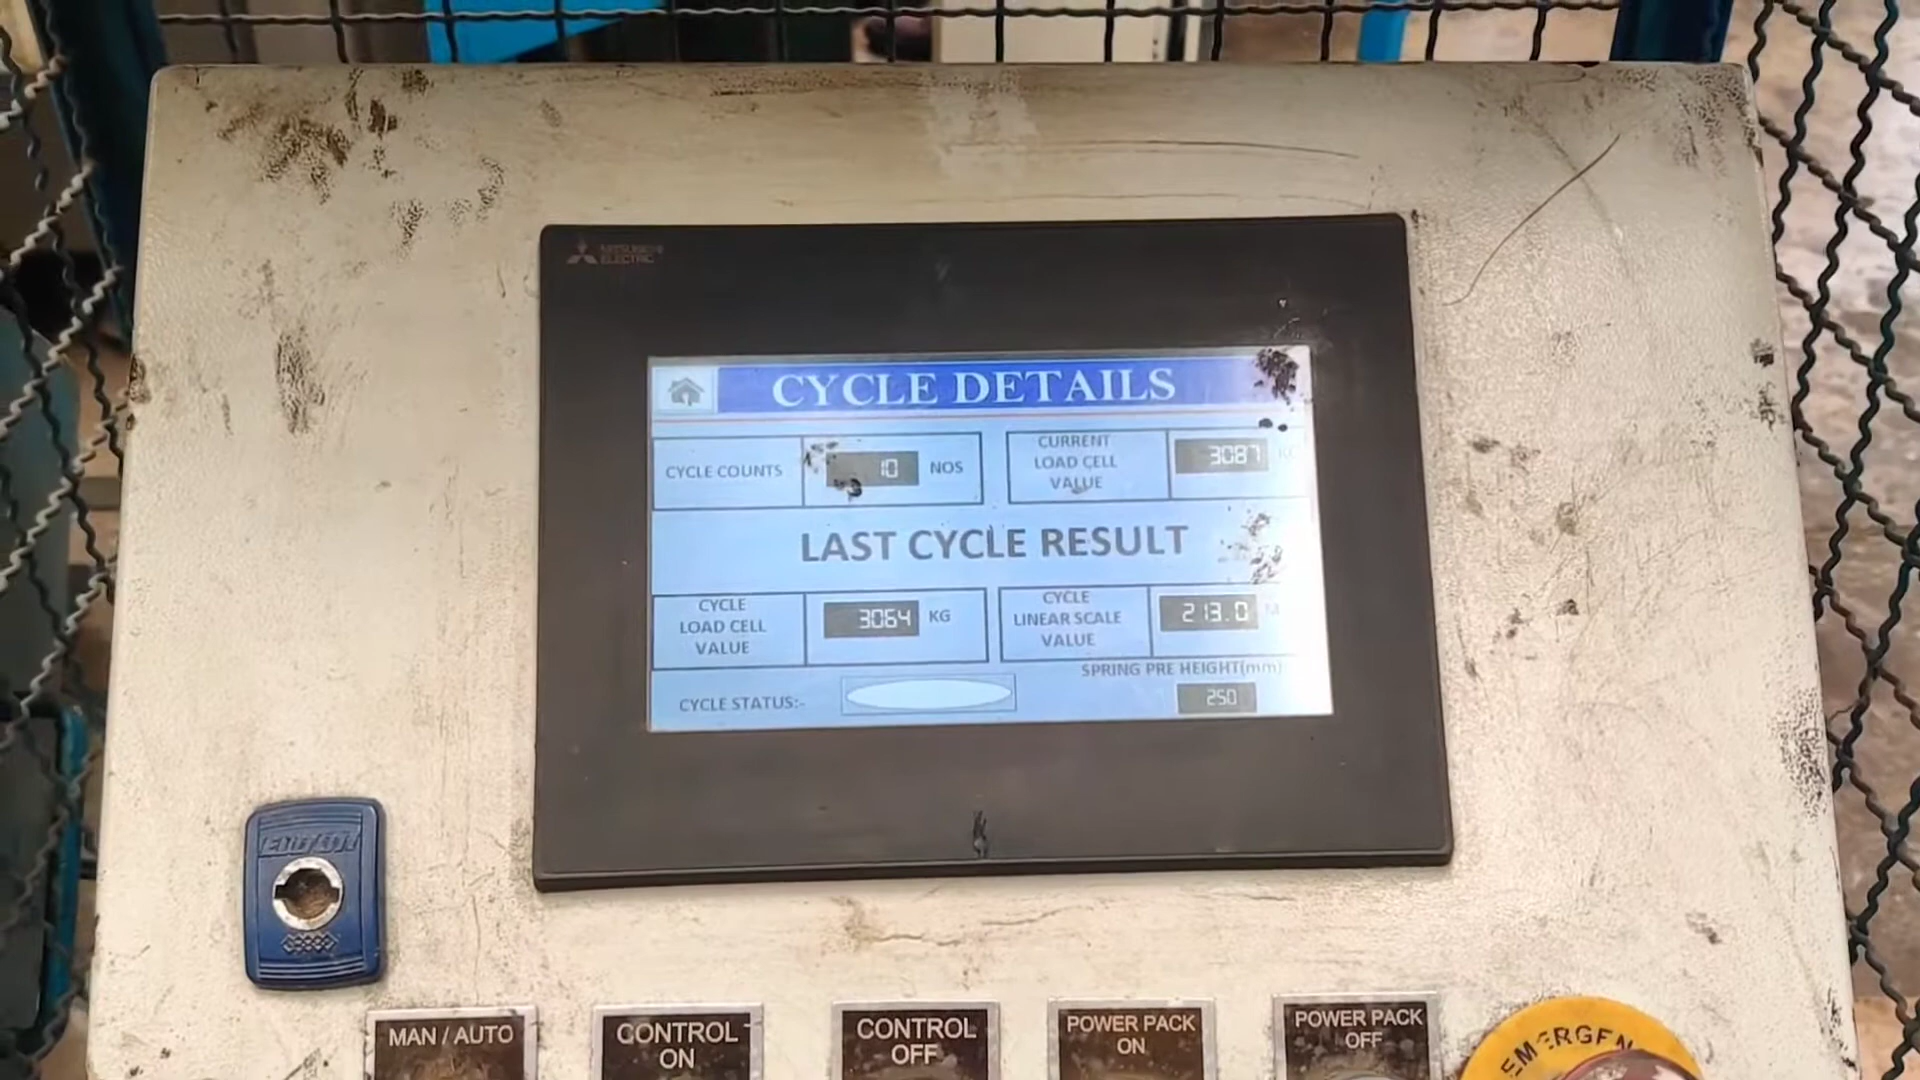 MITSUBISHI
ELECTRIC
CYCLE DETAILS
CYCLE COUNTS
10
NOS
CURRENT
LOAD CELL
VALUE
3087
LAST CYCLE RESULT
CYCLE
LOAD CELL
VALUE
3064
KG
CYCLE
LINEAR SCALE
VALUE
213.0
SPRING PRE HEIGHT(mm)
CYCLE STATUS:-
250
MAN / AUTO
CONTROL
ON
CONTROL
OFF
POWER PACK
ON
POWER PACK
OFF